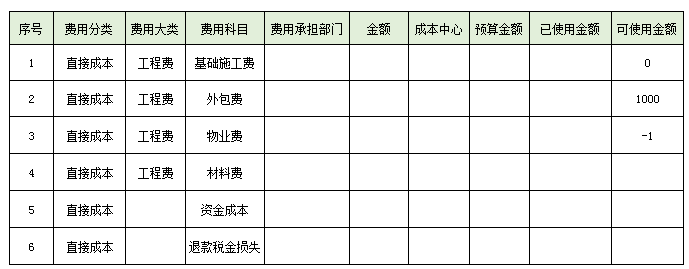 序号 费用分类 费用大类 费用科目 费用承担部门 金额 成本中心 预算金额 已使用金额 可使用金额
1 直接成本 工程费 基础施工费 0
2 直接成本 工程费 外包费 1000
3 直接成本 工程费 物业费 -1
4 直接成本 工程费 材料费
5 直接成本 资金成本
6 直接成本 退款税金损失